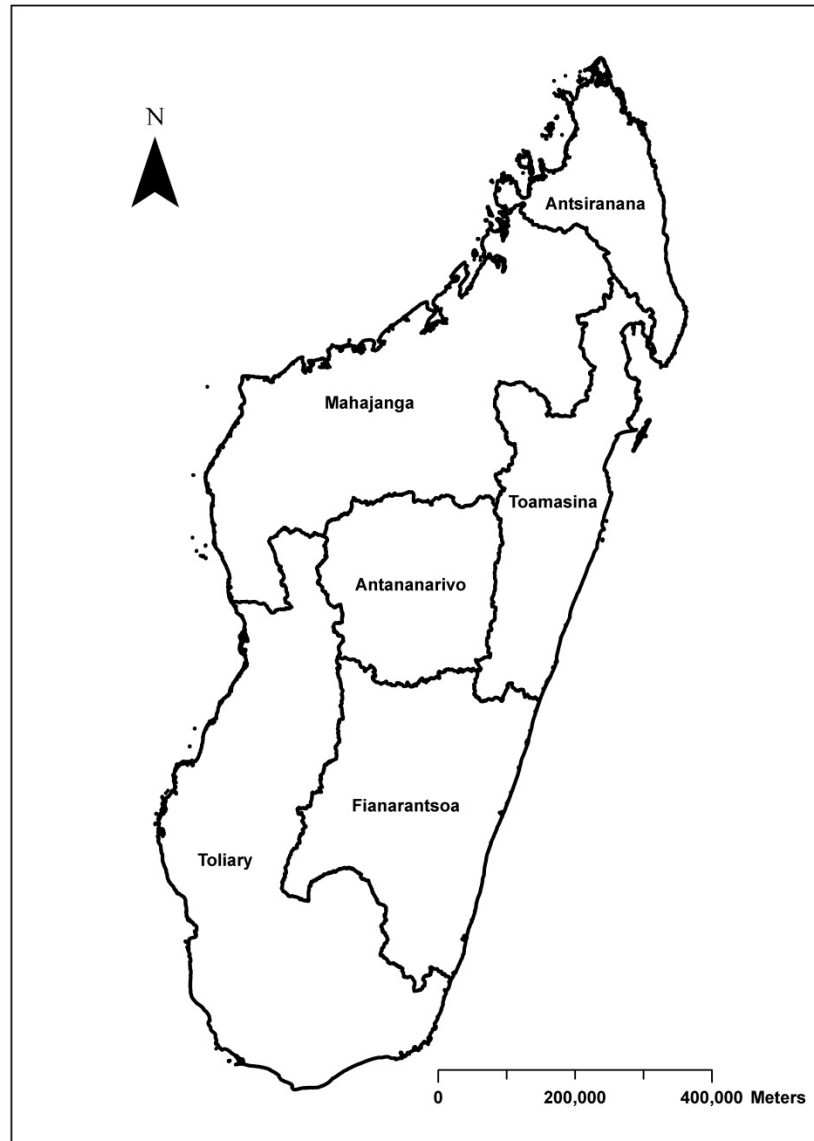 N
Antsiranana
Mahajanga
Toamasina
Antananarivo
Fianarantsoa
Toliary
0 200,000 400,000 Meters